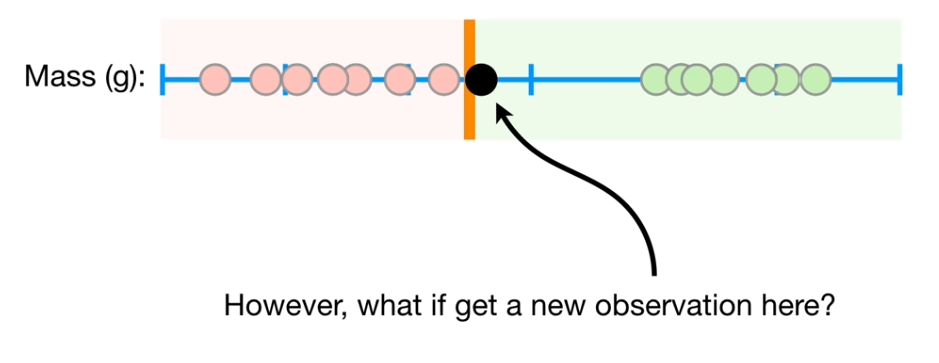 Mass (g):
However, what if get a new observation here?